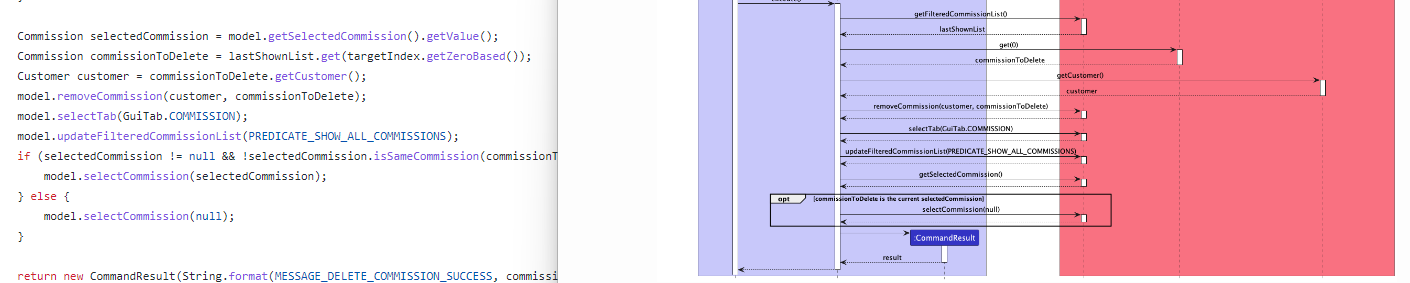 }
Commission selectedCommission = model.getSelectedCommission().getValue();
Commission commissionToDelete = lastShownList.get(targetIndex.getZeroBased());
Customer customer = commissionToDelete.getCustomer();
model.removeCommission(customer, commissionToDelete);
model.selectTab(GuiTab.COMMISSION);
model.updateFilteredCommissionList(PREDICATE_SHOW_ALL_COMMISSIONS);
if (selectedCommission != null && !selectedCommission.isSameCommission(commissionT
model.selectCommission(selectedCommission);
} else {
model.selectCommission(null);
}
return new CommandResult(String.format(MESSAGE_DELETE_COMMISSION_SUCCESS, commissi
getFilteredCommissionList()
lastShownList
get(0)
commissionToDelete
getCustomer()
customer
removeCommission(customer, commissionToDelete)
selectTab(GuiTab.COMMISSION)
updateFilteredCommissionList(PREDICATE_SHOW_ALL_COMMISSIONS)
getSelectedCommission()
opt [commissionToDelete is the current selectedCommission]
selectCommission(null)
:CommandResult
result